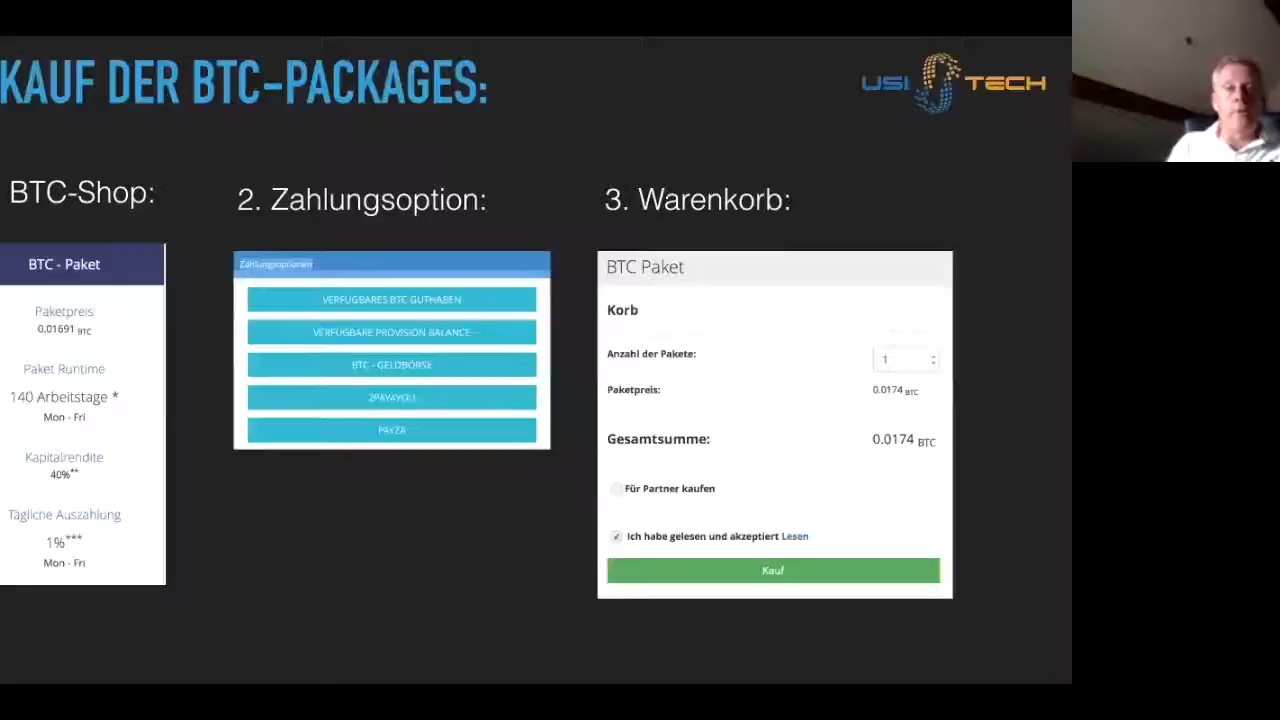 KAUF DER BTC-PACKAGES:
USI TECH
BTC-Shop:
BTC - Paket
Paketpreis
0.01691 BTC
Paket Runtime
140 Arbeitstage *
Mon - Fri
Kapitalrendite
40%**
Tägliche Auszahlung
1%***
Mon - Fri
2. Zahlungsoption:
Zahlungsoptionen
VERFÜGBARES BTC GUTHABEN
VERFÜGBARE PROVISION BALANCE
BTC - GELDBÖRSE
2PAY4YOU
PAYZA
3. Warenkorb:
BTC Paket
Korb
Anzahl der Pakete:
1
Paketpreis:
0.0174 BTC
Gesamtsumme:
0.0174 BTC
Für Partner kaufen
Ich habe gelesen und akzeptiert Lesen
Kauf